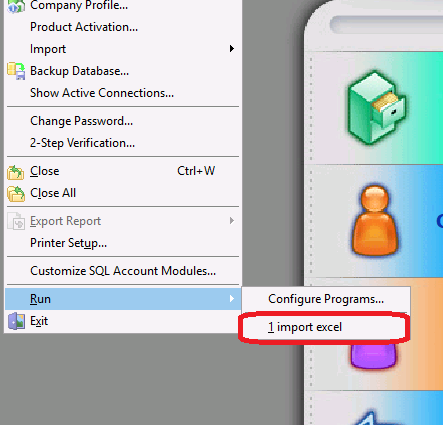 Company Profile...
Product Activation...
Import
Backup Database...
Show Active Connections...
Change Password...
2-Step Verification...
Close Ctrl+W
Close All
Export Report
Printer Setup...
Customize SQL Account Modules...
Run
Configure Programs...
Exit
1 import excel